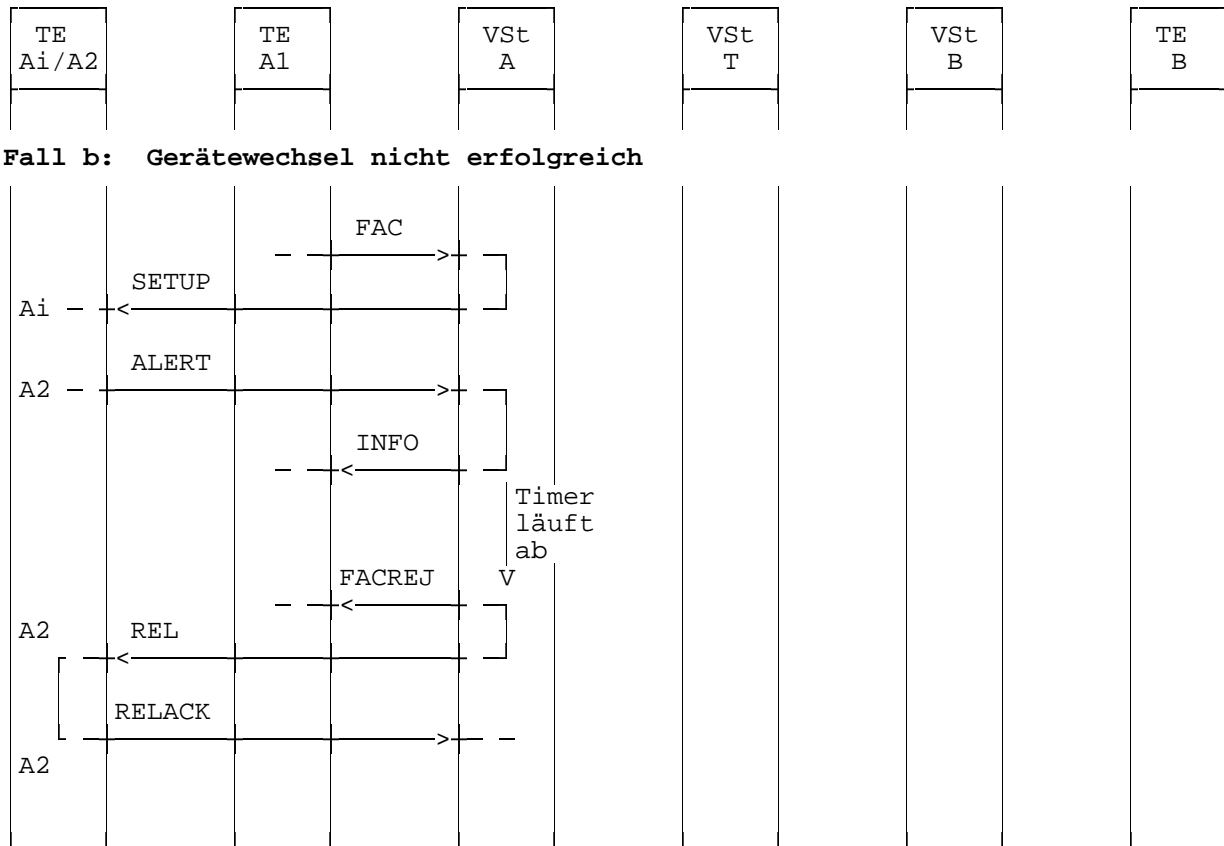 TE TE VSt VSt VSt TE
Ai/A2 A1 A T B B
Fall b: Gerätewechsel nicht erfolgreich
FAC
SETUP
Ai
ALERT
A2
INFO
Timer
läuft
ab
FACREJ V
A2 REL
RELACK
A2